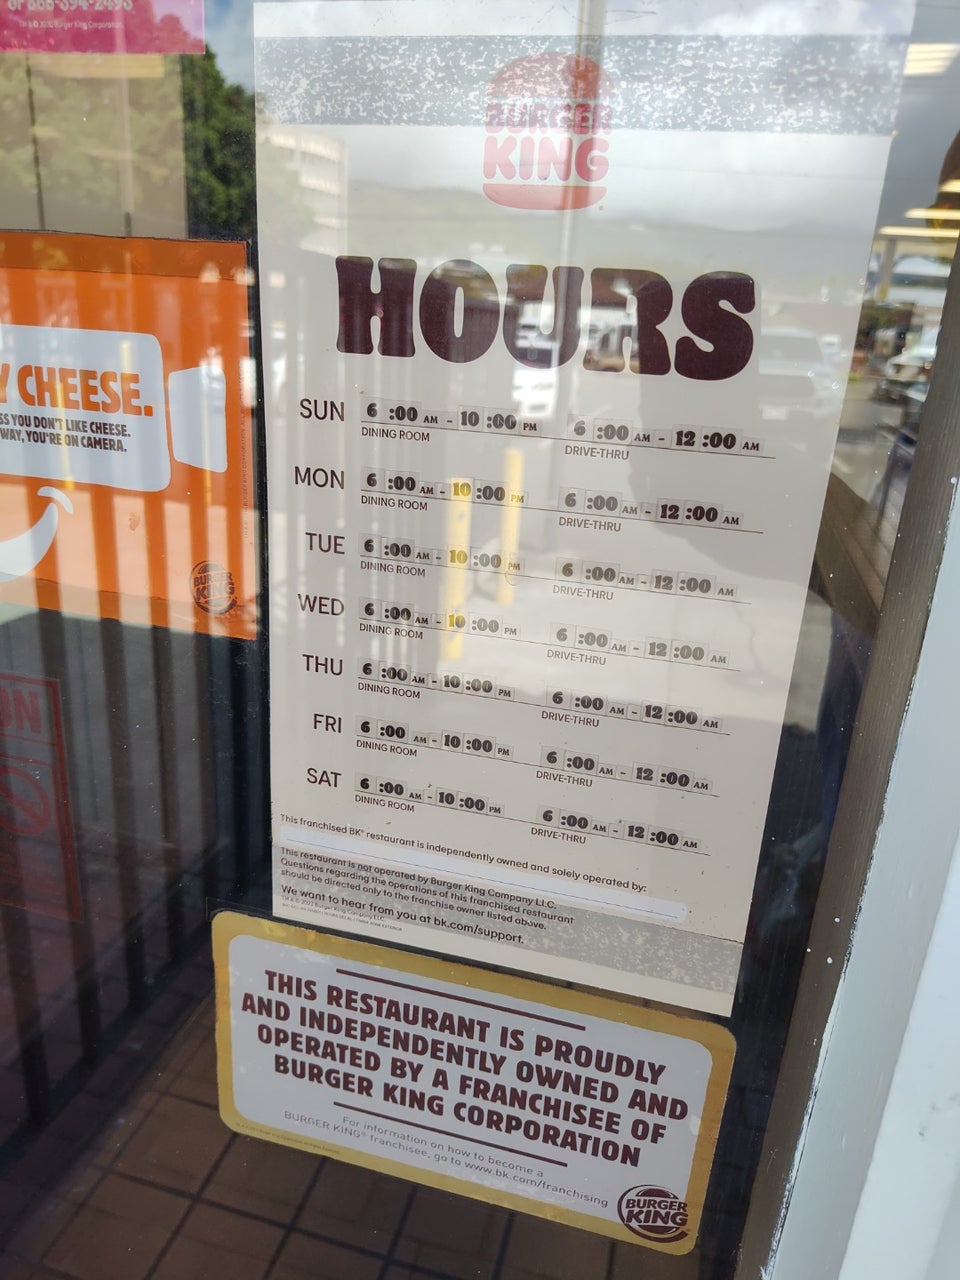 or 888-394-2493
TM & © 2020 Burger King Corporation.
BURGER
KING
HOURS
SUN 6:00 AM - 10:00 PM 6:00 AM - 12:00 AM
DINING ROOM DRIVE-THRU
MON 6:00 AM - 10:00 PM 6:00 AM - 12:00 AM
DINING ROOM DRIVE-THRU
TUE 6:00 AM - 10:00 PM 6:00 AM - 12:00 AM
DINING ROOM DRIVE-THRU
WED 6:00 AM - 10:00 PM 6:00 AM - 12:00 AM
DINING ROOM DRIVE-THRU
THU 6:00 AM - 10:00 PM 6:00 AM - 12:00 AM
DINING ROOM DRIVE-THRU
FRI 6:00 AM - 10:00 PM 6:00 AM - 12:00 AM
DINING ROOM DRIVE-THRU
SAT 6:00 AM - 10:00 PM 6:00 AM - 12:00 AM
DINING ROOM DRIVE-THRU
This franchised BK® restaurant is independently owned and solely operated by:
This restaurant is not operated by Burger King Company LLC.
Questions regarding the operations of this franchised restaurant
should be directed only to the franchise owner listed above.
We want to hear from you at bk.com/support.
Y CHEESE.
SS YOU DON'T LIKE CHEESE.
WAY, YOU'RE ON CAMERA.
BURGER
KING
ON
THIS RESTAURANT IS PROUDLY
AND INDEPENDENTLY OWNED AND
OPERATED BY A FRANCHISEE OF
BURGER KING CORPORATION
For information on how to become a
BURGER KING® franchisee, go to www.bk.com/franchising
BURGER
KING